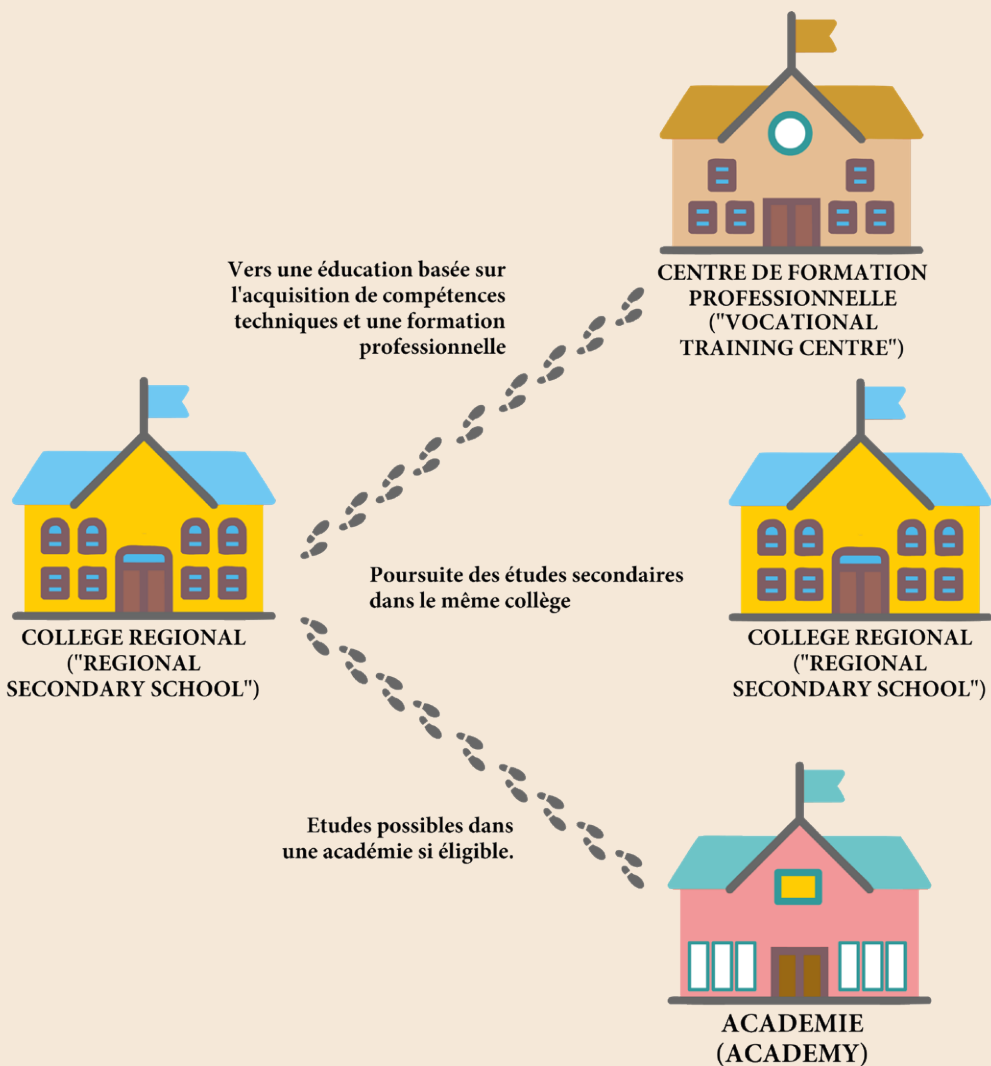 Vers une éducation basée sur
l'acquisition de compétences
techniques et une formation
professionnelle
CENTRE DE FORMATION
PROFESSIONNELLE
("VOCATIONAL
TRAINING CENTRE")
COLLEGE REGIONAL
("REGIONAL
SECONDARY SCHOOL")
Poursuite des études secondaires
dans le même collège
COLLEGE REGIONAL
("REGIONAL
SECONDARY SCHOOL")
Etudes possibles dans
une académie si éligible.
ACADEMIE
(ACADEMY)